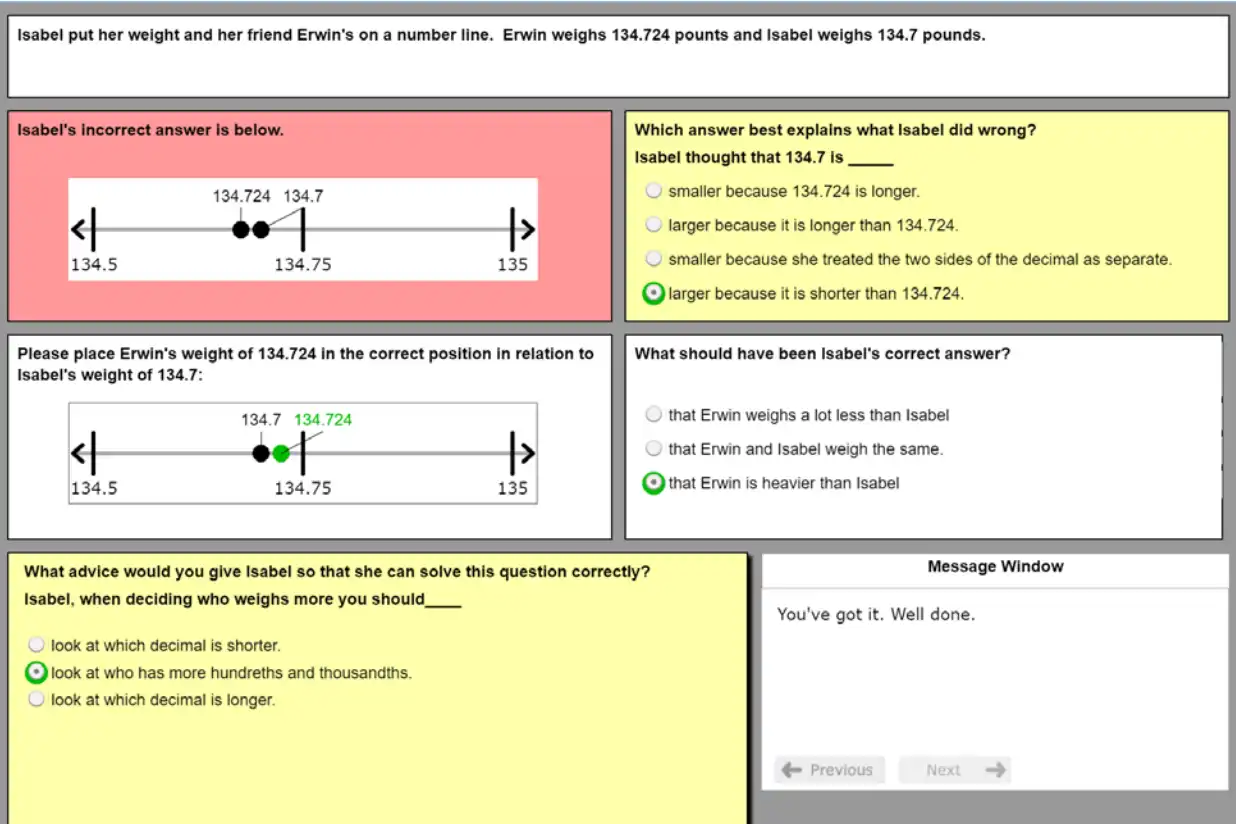 Isabel put her weight and her friend Erwin's on a number line.  Erwin weighs 134.724 pounts and Isabel weighs 134.7 pounds.
Isabel's incorrect answer is below.
134.724 134.7
134.5 134.75 135
Which answer best explains what Isabel did wrong?
Isabel thought that 134.7 is _____
smaller because 134.724 is longer.
larger because it is longer than 134.724.
smaller because she treated the two sides of the decimal as separate.
larger because it is shorter than 134.724.
Please place Erwin's weight of 134.724 in the correct position in relation to
Isabel's weight of 134.7:
134.7 134.724
134.5 134.75 135
What should have been Isabel's correct answer?
that Erwin weighs a lot less than Isabel
that Erwin and Isabel weigh the same.
that Erwin is heavier than Isabel
What advice would you give Isabel so that she can solve this question correctly?
Isabel, when deciding who weighs more you should____
look at which decimal is shorter.
look at who has more hundreths and thousandths.
look at which decimal is longer.
Message Window
You've got it. Well done.
Previous Next